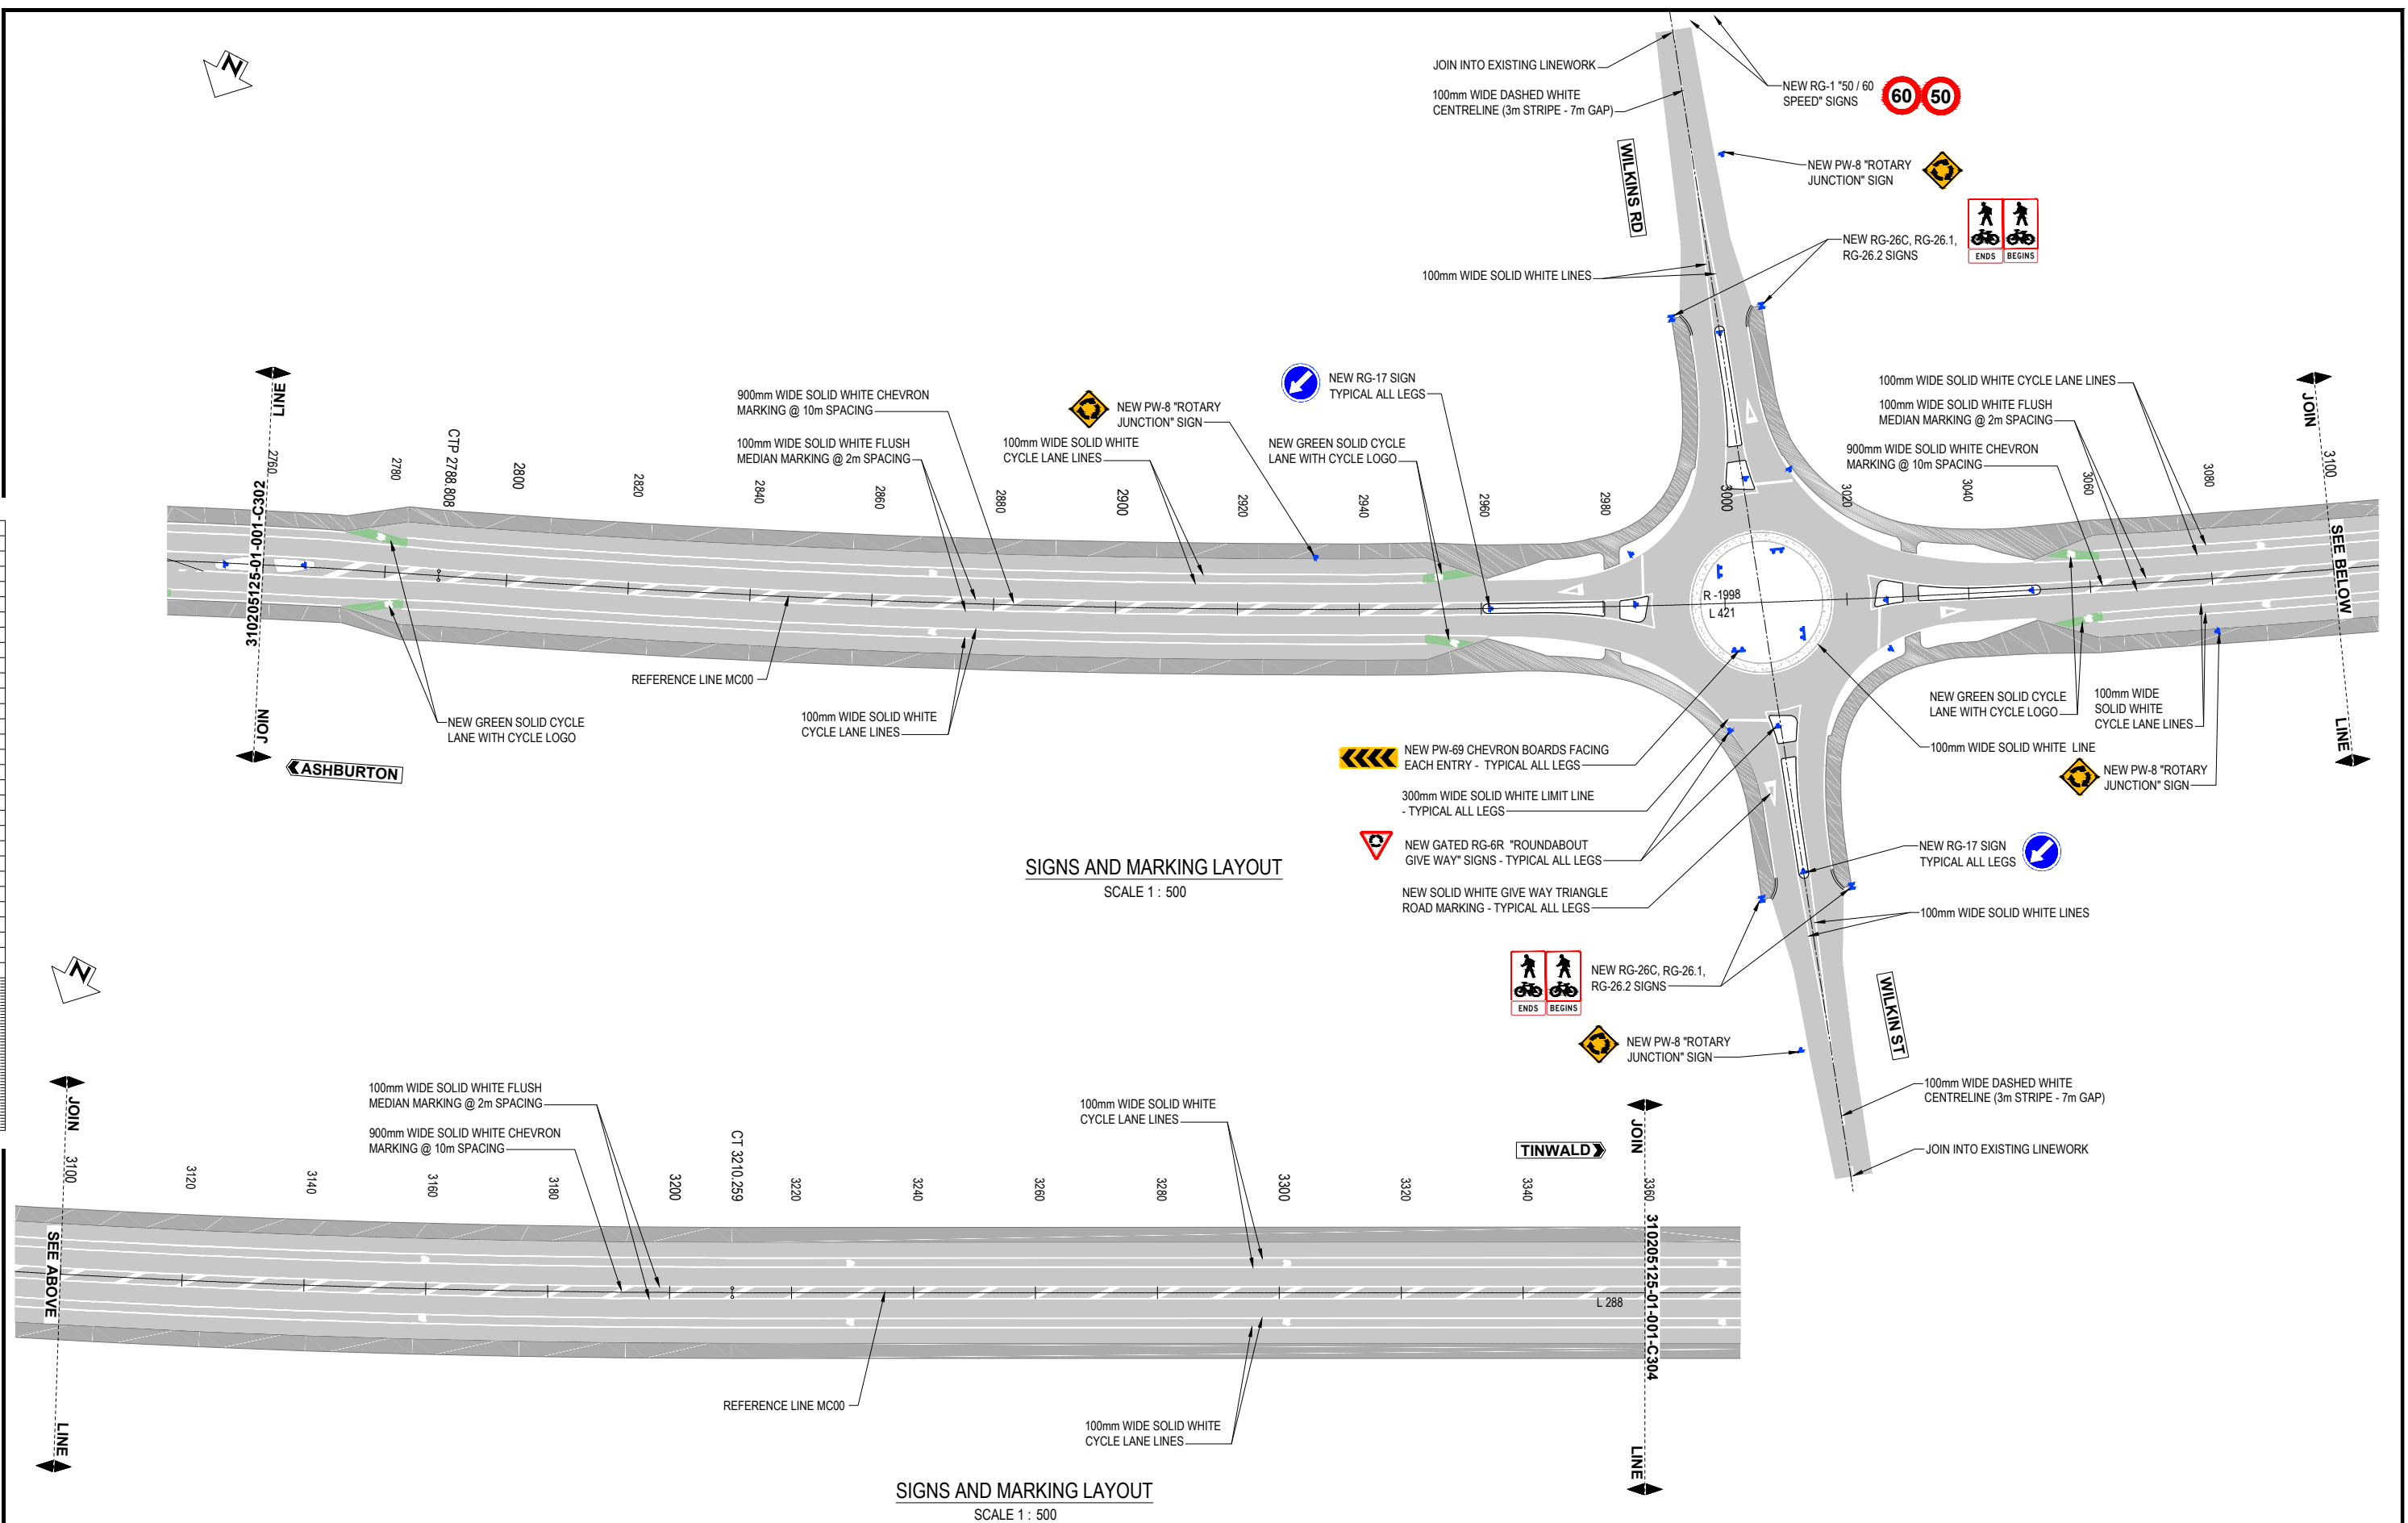 N
JOIN INTO EXISTING LINEWORK
100mm WIDE DASHED WHITE
CENTRELINE (3m STRIPE - 7m GAP)
NEW RG-1 "50 / 60
SPEED" SIGNS
60
50
WILKINS RD
NEW PW-8 "ROTARY
JUNCTION" SIGN
NEW RG-26C, RG-26.1,
RG-26.2 SIGNS
ENDS
BEGINS
100mm WIDE SOLID WHITE LINES
LINE
2760
310205125-01-001-C302
JOIN
ASHBURTON
2780
CTP 2788.808
2800
2820
2840
2860
2880
2900
2920
2940
2960
2980
3000
3020
3040
3060
3080
3100
900mm WIDE SOLID WHITE CHEVRON
MARKING @ 10m SPACING
100mm WIDE SOLID WHITE FLUSH
MEDIAN MARKING @ 2m SPACING
NEW PW-8 "ROTARY
JUNCTION" SIGN
100mm WIDE SOLID WHITE
CYCLE LANE LINES
NEW RG-17 SIGN
TYPICAL ALL LEGS
NEW GREEN SOLID CYCLE
LANE WITH CYCLE LOGO
100mm WIDE SOLID WHITE CYCLE LANE LINES
100mm WIDE SOLID WHITE FLUSH
MEDIAN MARKING @ 2m SPACING
900mm WIDE SOLID WHITE CHEVRON
MARKING @ 10m SPACING
JOIN
SEE BELOW
LINE
R -1998
L 421
REFERENCE LINE MC00
NEW GREEN SOLID CYCLE
LANE WITH CYCLE LOGO
100mm WIDE SOLID WHITE
CYCLE LANE LINES
NEW GREEN SOLID CYCLE
LANE WITH CYCLE LOGO
100mm WIDE
SOLID WHITE
CYCLE LANE LINES
100mm WIDE SOLID WHITE LINE
NEW PW-8 "ROTARY
JUNCTION" SIGN
NEW PW-69 CHEVRON BOARDS FACING
EACH ENTRY - TYPICAL ALL LEGS
300mm WIDE SOLID WHITE LIMIT LINE
- TYPICAL ALL LEGS
NEW GATED RG-6R "ROUNDABOUT
GIVE WAY" SIGNS - TYPICAL ALL LEGS
NEW SOLID WHITE GIVE WAY TRIANGLE
ROAD MARKING - TYPICAL ALL LEGS
NEW RG-17 SIGN
TYPICAL ALL LEGS
100mm WIDE SOLID WHITE LINES
SIGNS AND MARKING LAYOUT
SCALE 1 : 500
NEW RG-26C, RG-26.1,
RG-26.2 SIGNS
ENDS
BEGINS
NEW PW-8 "ROTARY
JUNCTION" SIGN
WILKIN ST
100mm WIDE DASHED WHITE
CENTRELINE (3m STRIPE - 7m GAP)
JOIN INTO EXISTING LINEWORK
N
JOIN
3100
SEE ABOVE
LINE
100mm WIDE SOLID WHITE FLUSH
MEDIAN MARKING @ 2m SPACING
900mm WIDE SOLID WHITE CHEVRON
MARKING @ 10m SPACING
100mm WIDE SOLID WHITE
CYCLE LANE LINES
TINWALD
3120
3140
3160
3180
3200
CT 3210.259
3220
3240
3260
3280
3300
3320
3340
JOIN
3360
310205125-01-001-C304
LINE
L 288
REFERENCE LINE MC00
100mm WIDE SOLID WHITE
CYCLE LANE LINES
SIGNS AND MARKING LAYOUT
SCALE 1 : 500